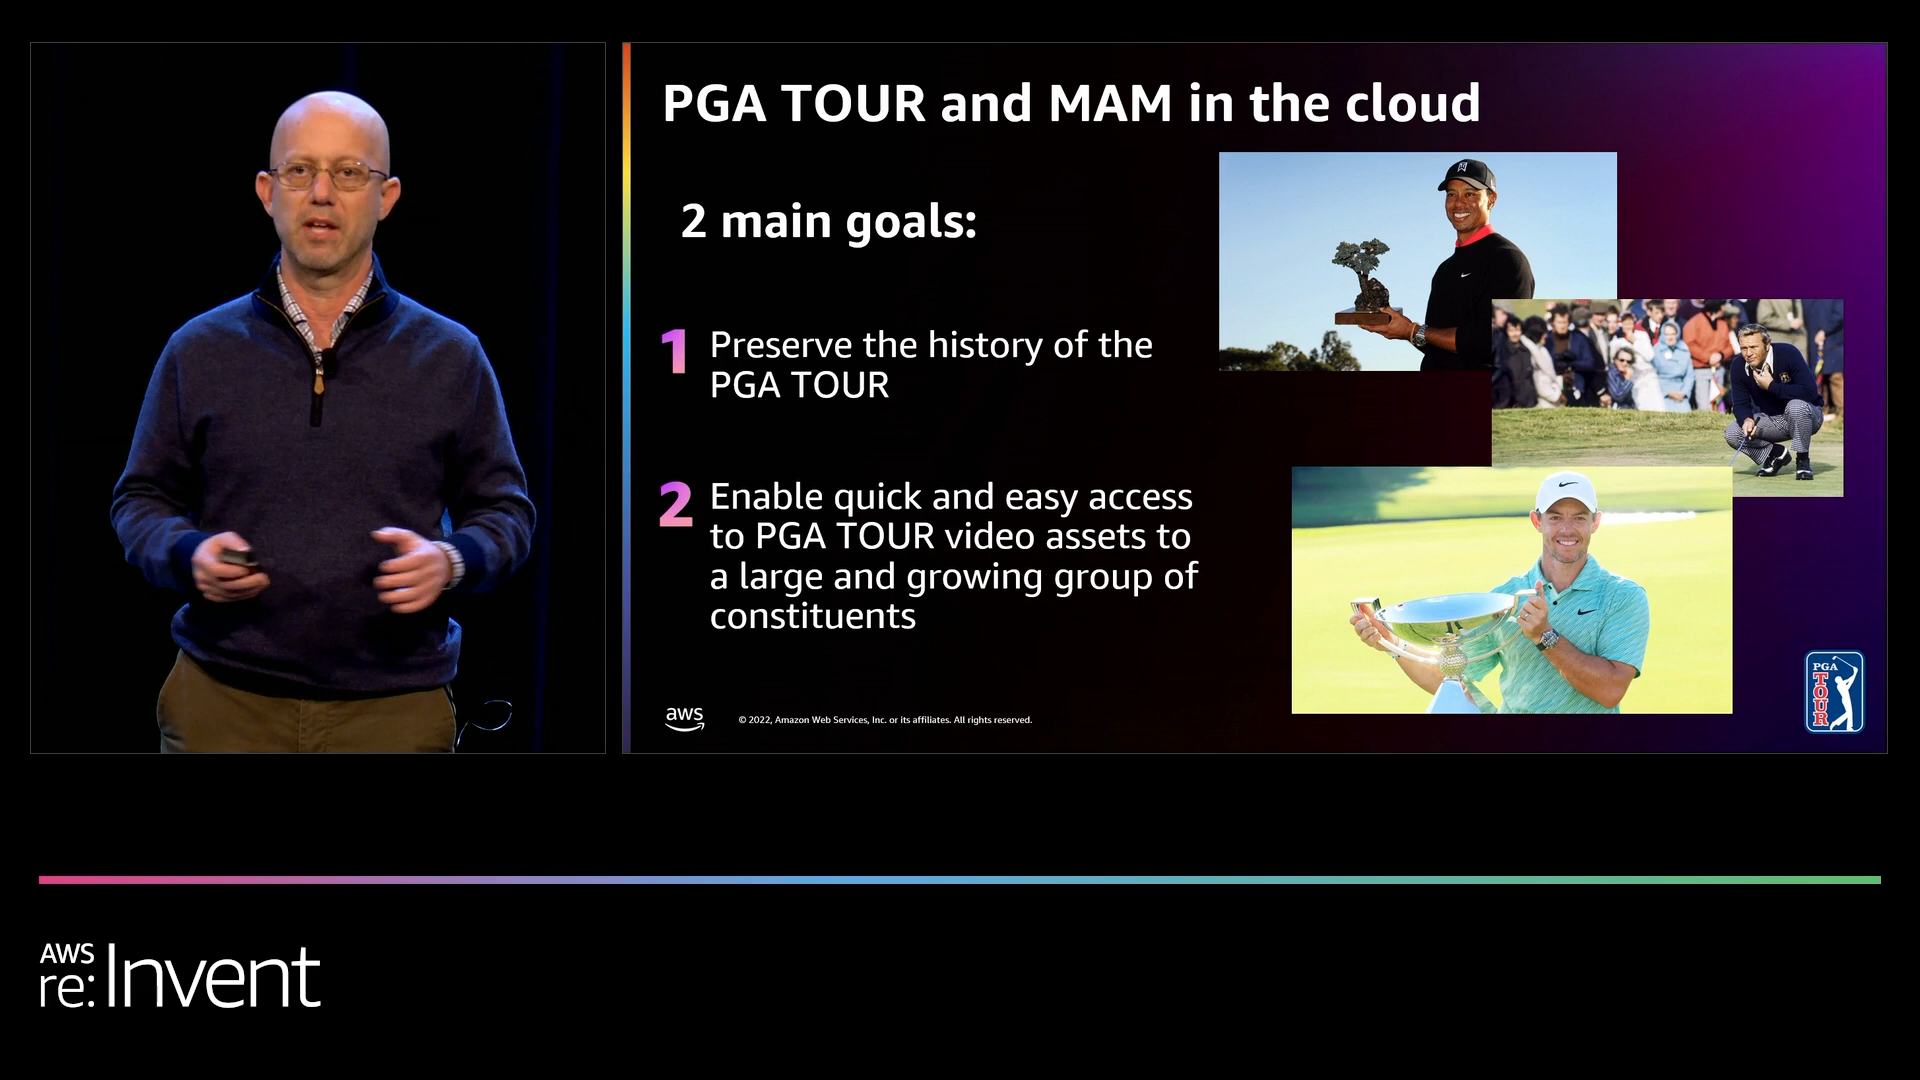 PGA TOUR and MAM in the cloud
2 main goals:
1 Preserve the history of the
PGA TOUR
2 Enable quick and easy access
to PGA TOUR video assets to
a large and growing group of
constituents
aws © 2022, Amazon Web Services, Inc. or its affiliates. All rights reserved.
PGA
TOUR
AWS
re:Invent